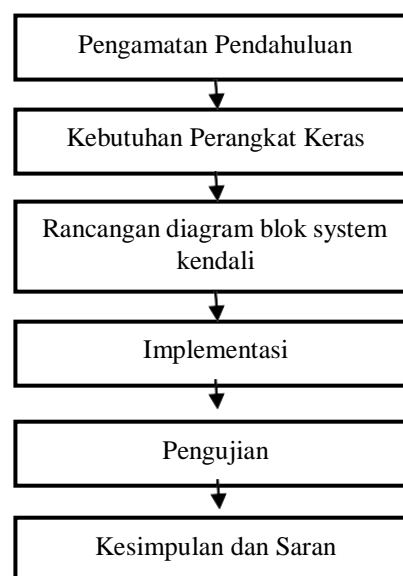 Pengamatan Pendahuluan
Kebutuhan Perangkat Keras
Rancangan diagram blok system
kendali
Implementasi
Pengujian
Kesimpulan dan Saran